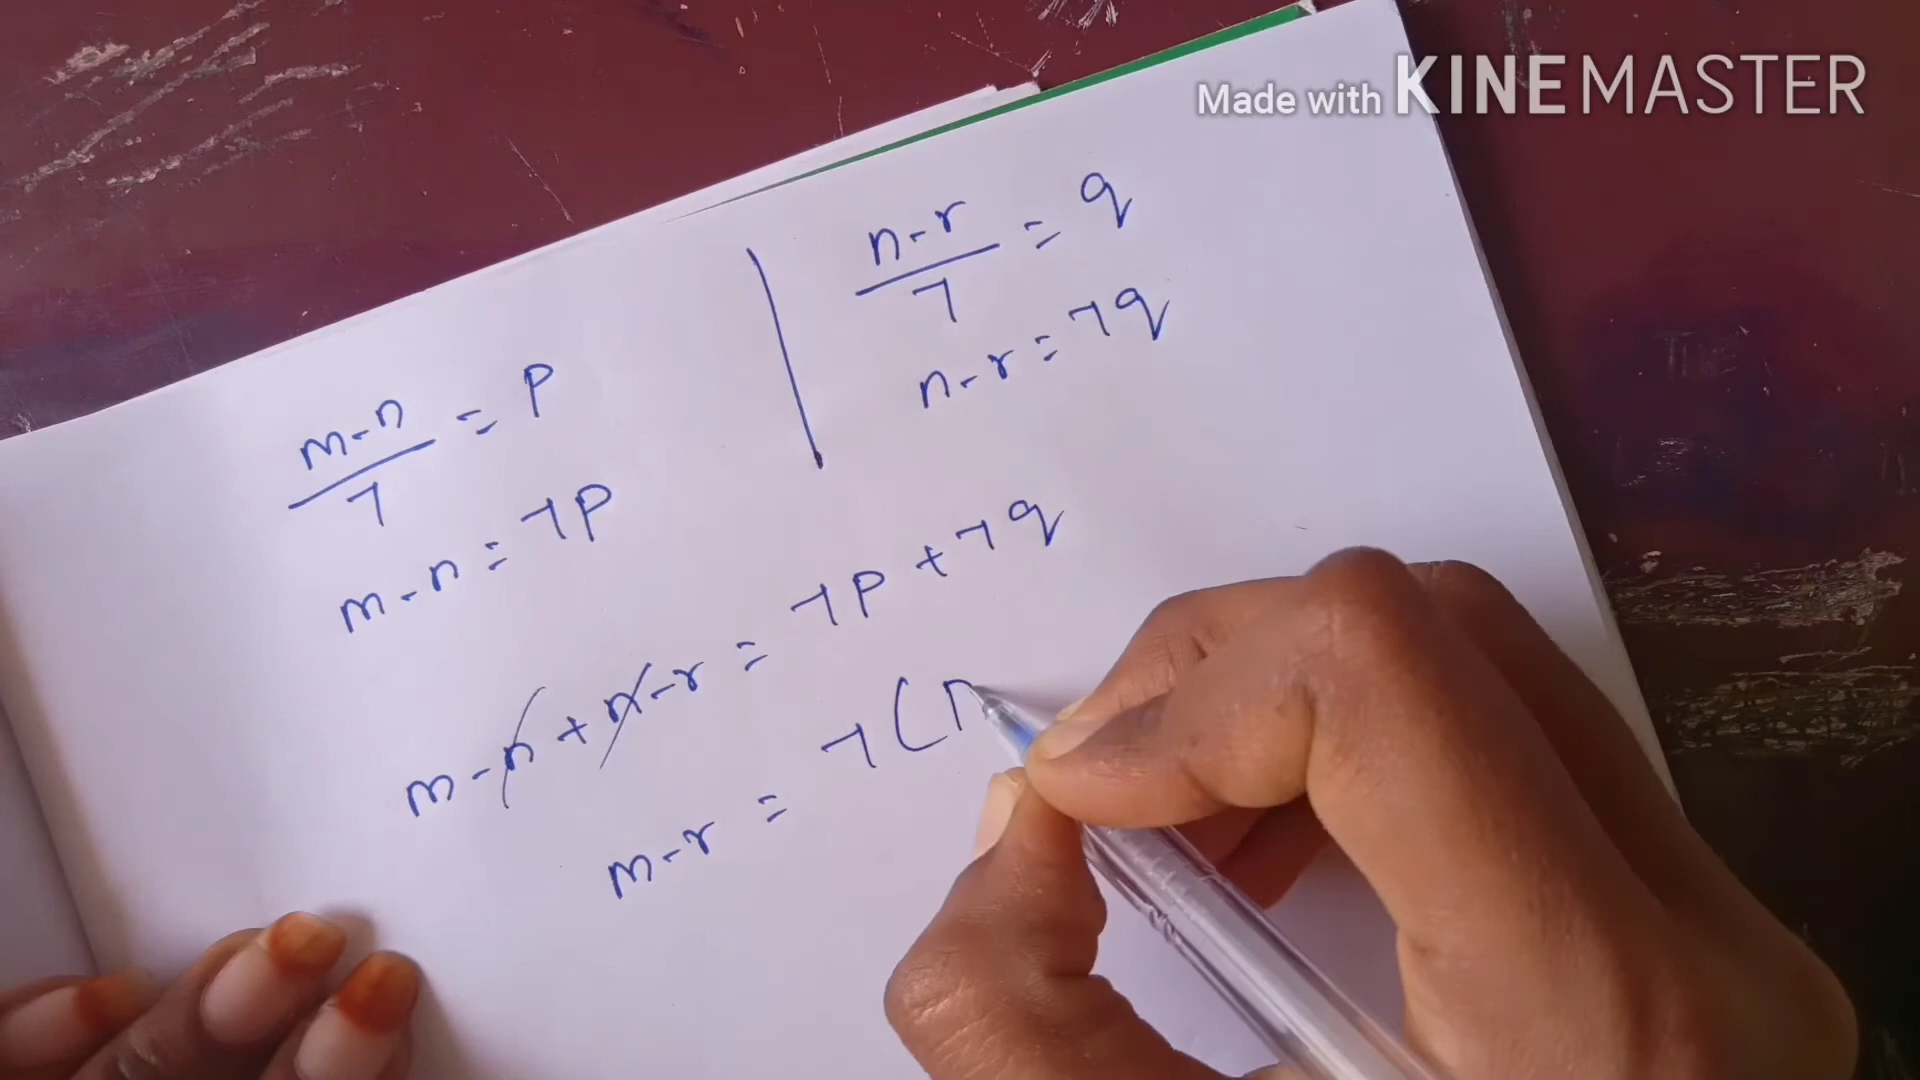 Made with KINEMASTER
m-n/7 = p
m-n = 7p
n-r/7 = q
n-r = 7q
m-n+n-r = 7p+7q
m-r = 7(p